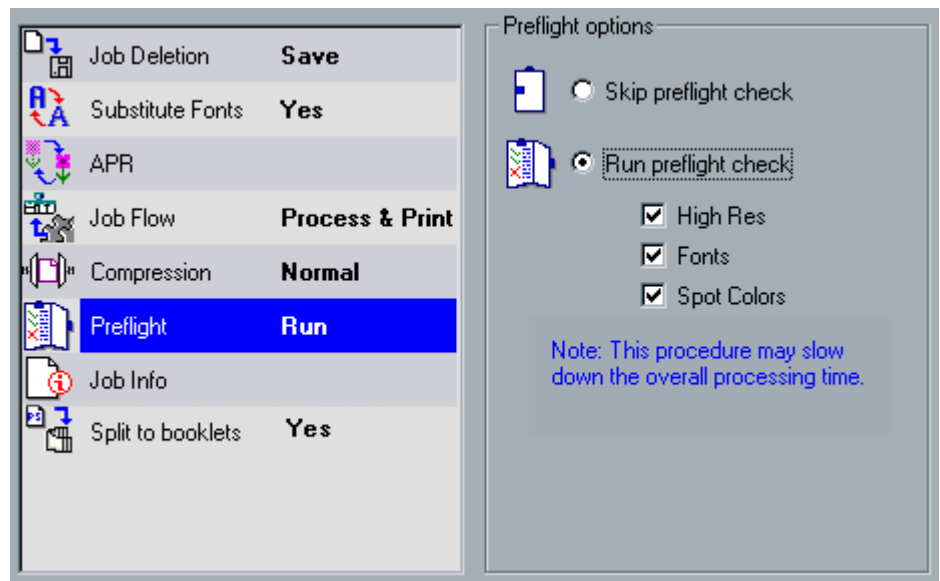 Job Deletion Save
Substitute Fonts Yes
APR
Job Flow Process & Print
Compression Normal
Preflight Run
Job Info
Split to booklets Yes
Preflight options
Skip preflight check
Run preflight check
High Res
Fonts
Spot Colors
Note: This procedure may slow
down the overall processing time.